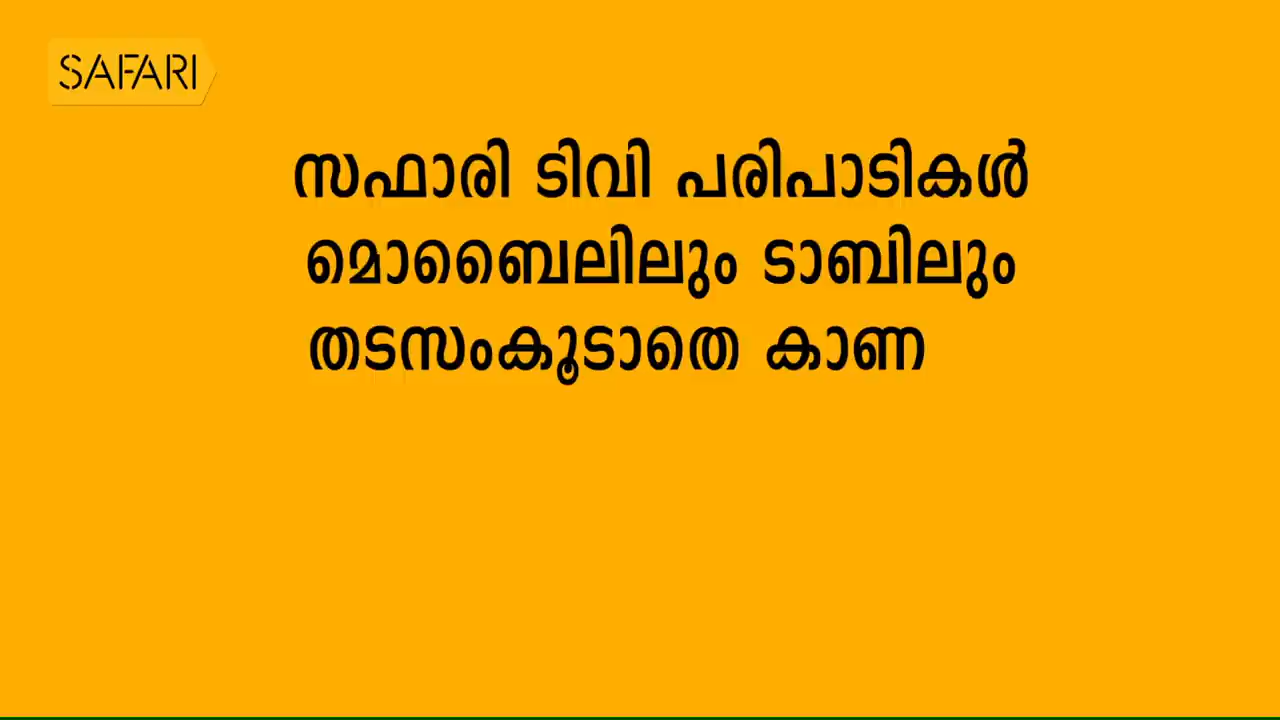 SAFARI
സഫാരി ടിവി പരിപാടികൾ
മൊബൈലിലും ടാബിലും
തടസംകൂടാതെ കാണ